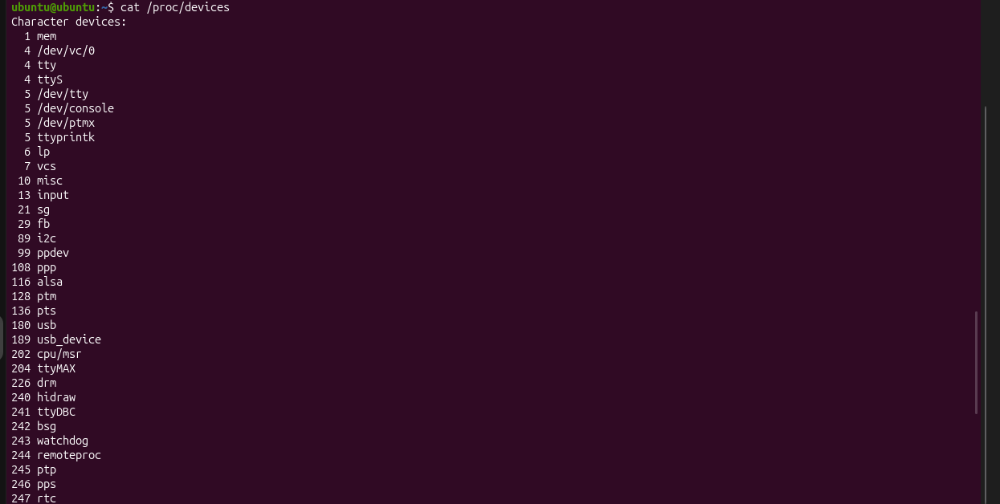 ubuntu@ubuntu:~$ cat /proc/devices
Character devices:
  1 mem
  4 /dev/vc/0
  4 tty
  4 ttyS
  5 /dev/tty
  5 /dev/console
  5 /dev/ptmx
  5 ttyprintk
  6 lp
  7 vcs
 10 misc
 13 input
 21 sg
 29 fb
 89 i2c
 99 ppdev
108 ppp
116 alsa
128 ptm
136 pts
180 usb
189 usb_device
202 cpu/msr
204 ttyMAX
226 drm
240 hidraw
241 ttyDBC
242 bsg
243 watchdog
244 remoteproc
245 ptp
246 pps
247 rtc